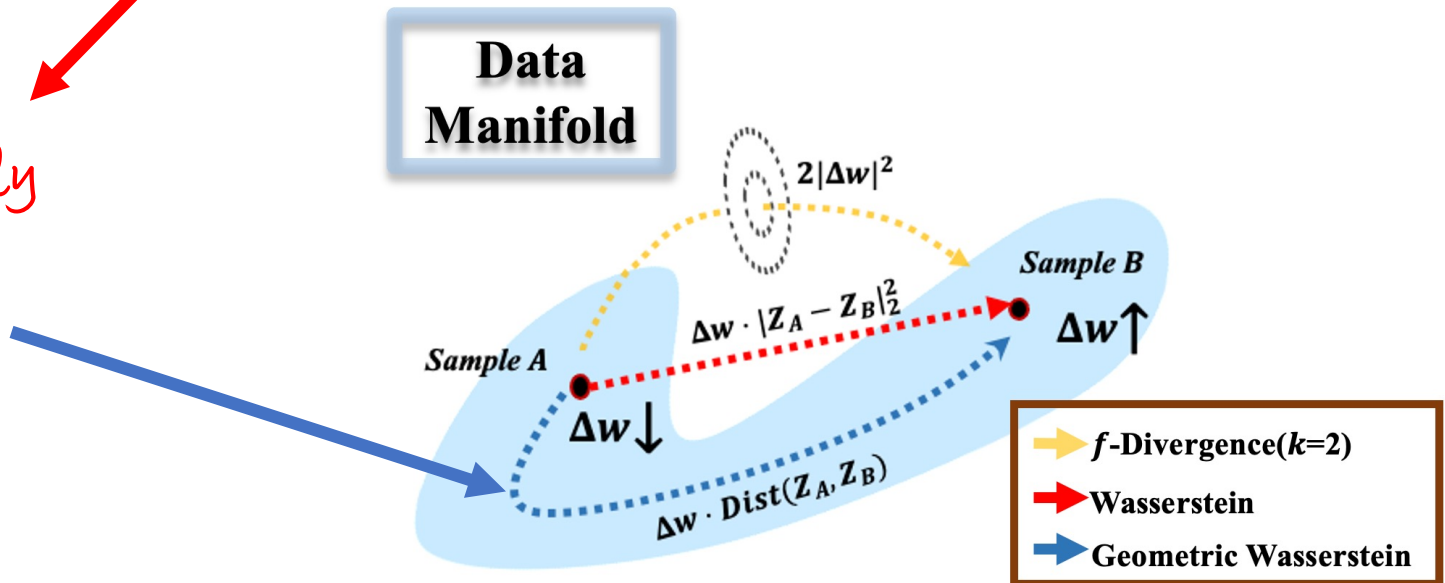 Data
Manifold
2|Δw|²
Sample B
Δw · |Z_A − Z_B|₂²
Δw↑
Sample A
Δw↓
Δw · Dist(Z_A, Z_B)
f-Divergence(k=2)
Wasserstein
Geometric Wasserstein